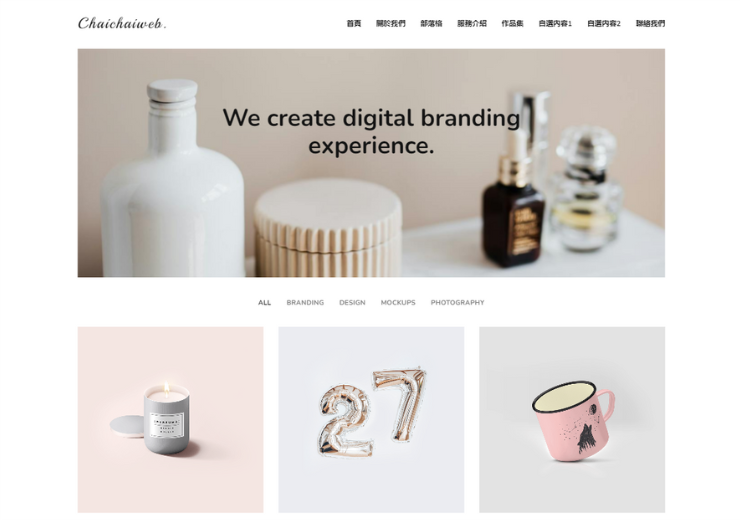 Chaichaiweb.
首頁 關於我們 部落格 服務介紹 作品集 自選內容1 自選內容2 聯絡我們
We create digital branding
experience.
ALL BRANDING DESIGN MOCKUPS PHOTOGRAPHY
27